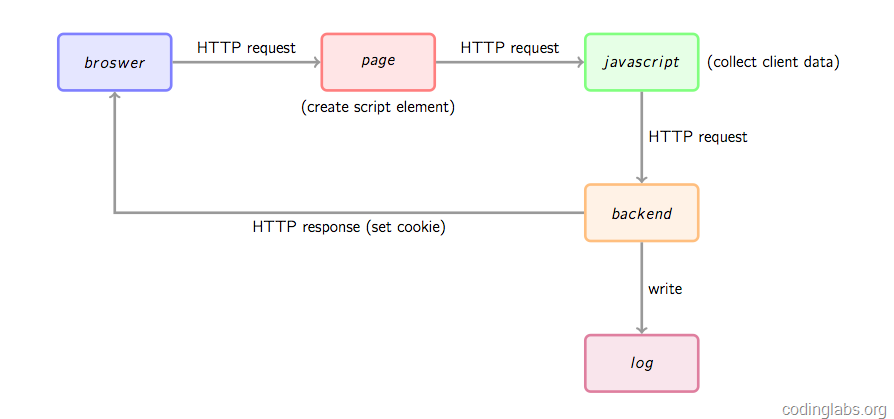 broswer
HTTP request
page
HTTP request
javascript
(collect client data)
(create script element)
HTTP request
backend
HTTP response (set cookie)
write
log
codinglabs.org